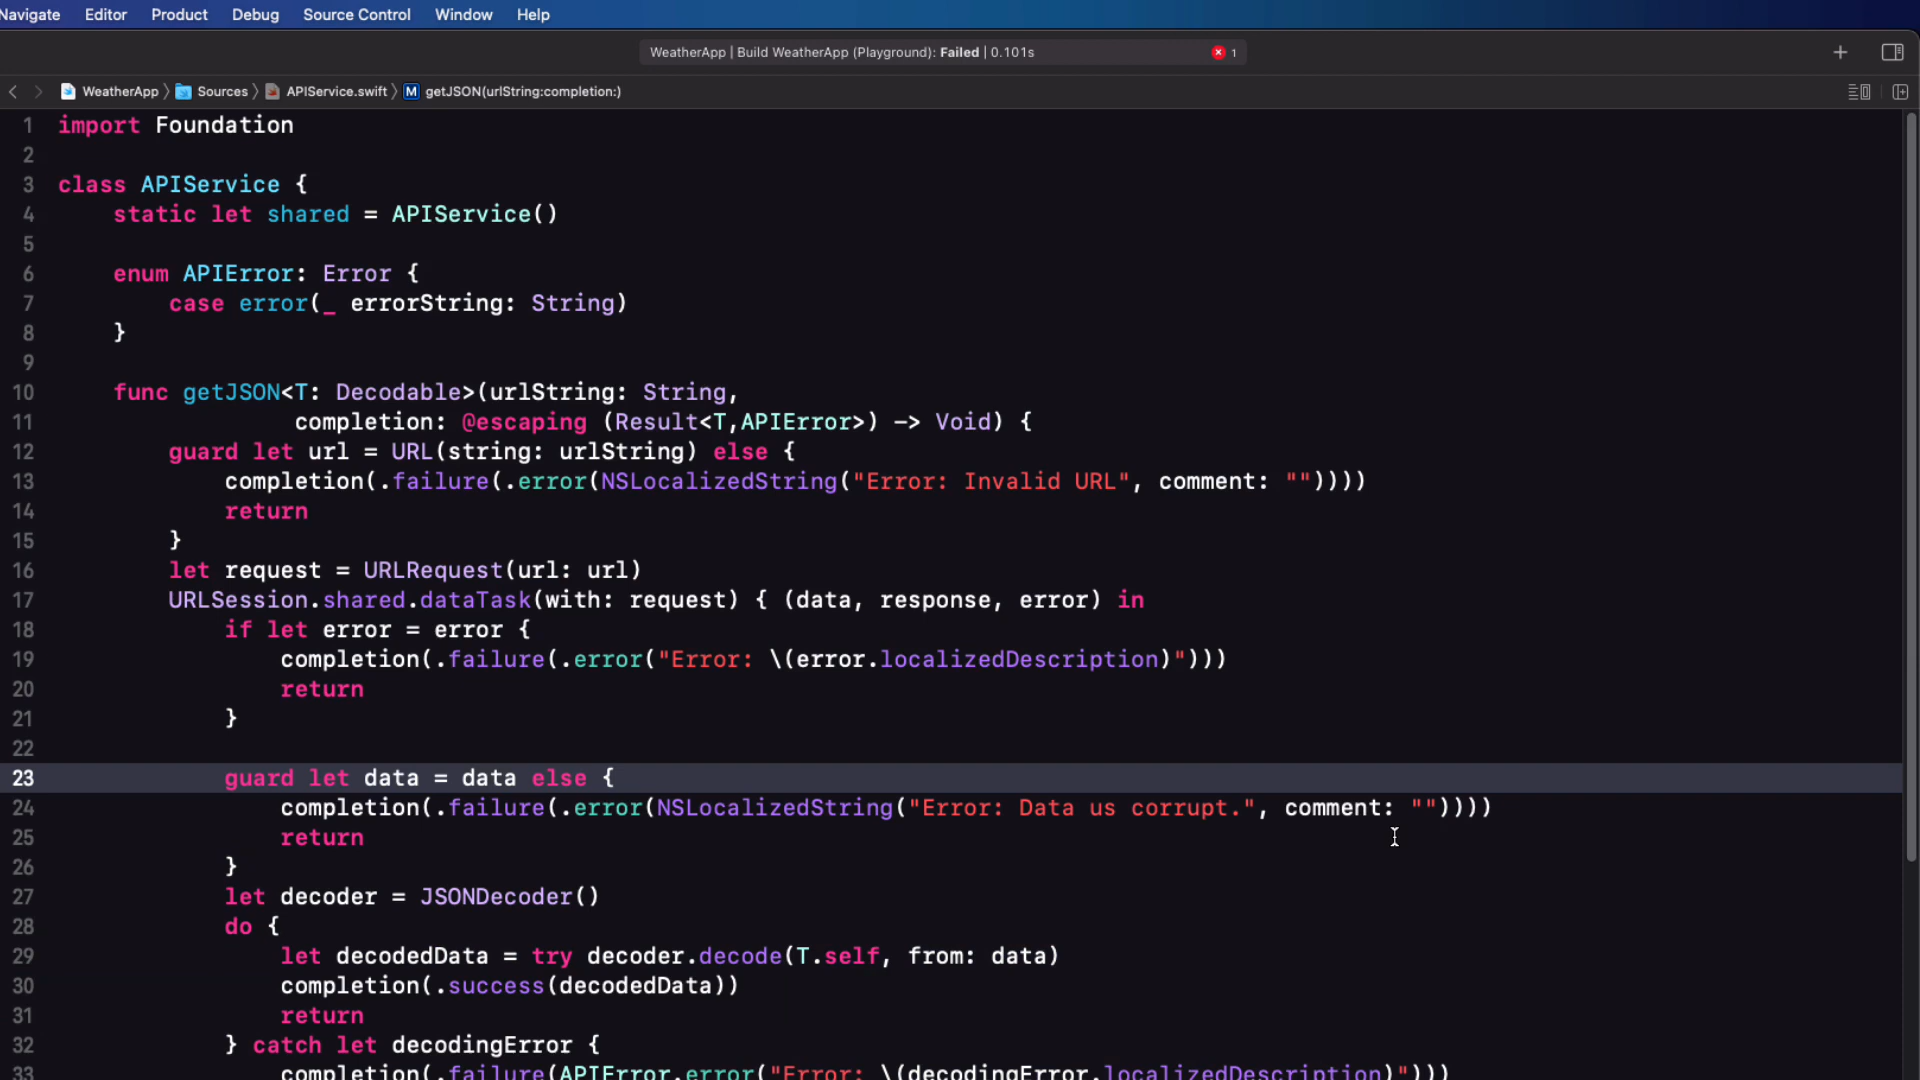 Navigate Editor Product Debug Source Control Window Help
WeatherApp | Build WeatherApp (Playground): Failed | 0.101s 1
WeatherApp Sources APIService.swift M getJSON(urlString:completion:)
1 import Foundation
2
3 class APIService {
4 static let shared = APIService()
5
6 enum APIError: Error {
7 case error(_ errorString: String)
8 }
9
10 func getJSON<T: Decodable>(urlString: String,
11 completion: @escaping (Result<T,APIError>) -> Void) {
12 guard let url = URL(string: urlString) else {
13 completion(.failure(.error(NSLocalizedString("Error: Invalid URL", comment: ""))))
14 return
15 }
16 let request = URLRequest(url: url)
17 URLSession.shared.dataTask(with: request) { (data, response, error) in
18 if let error = error {
19 completion(.failure(.error("Error: \(error.localizedDescription)")))
20 return
21 }
22
23 guard let data = data else {
24 completion(.failure(.error(NSLocalizedString("Error: Data us corrupt.", comment: ""))))
25 return
26 }
27 let decoder = JSONDecoder()
28 do {
29 let decodedData = try decoder.decode(T.self, from: data)
30 completion(.success(decodedData))
31 return
32 } catch let decodingError {
33 completion(.failure(APIError.error("Error: \(decodingError.localizedDescription)")))